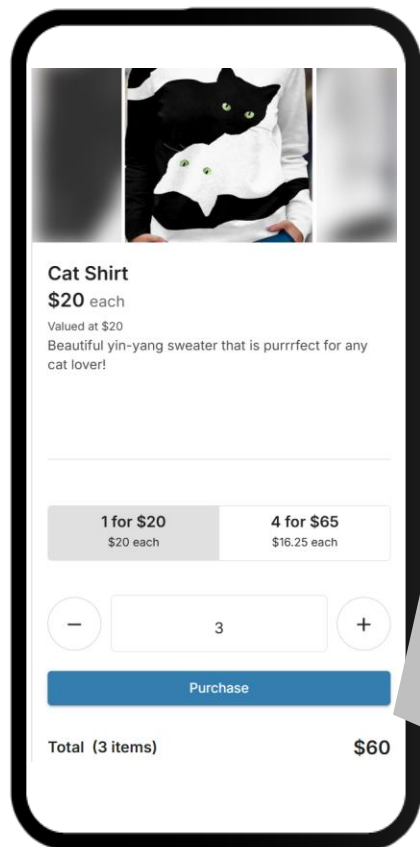 Cat Shirt
$20 each
Valued at $20
Beautiful yin-yang sweater that is purrrfect for any
cat lover!
1 for $20
$20 each
4 for $65
$16.25 each
− 3 +
Purchase
Total (3 items) $60